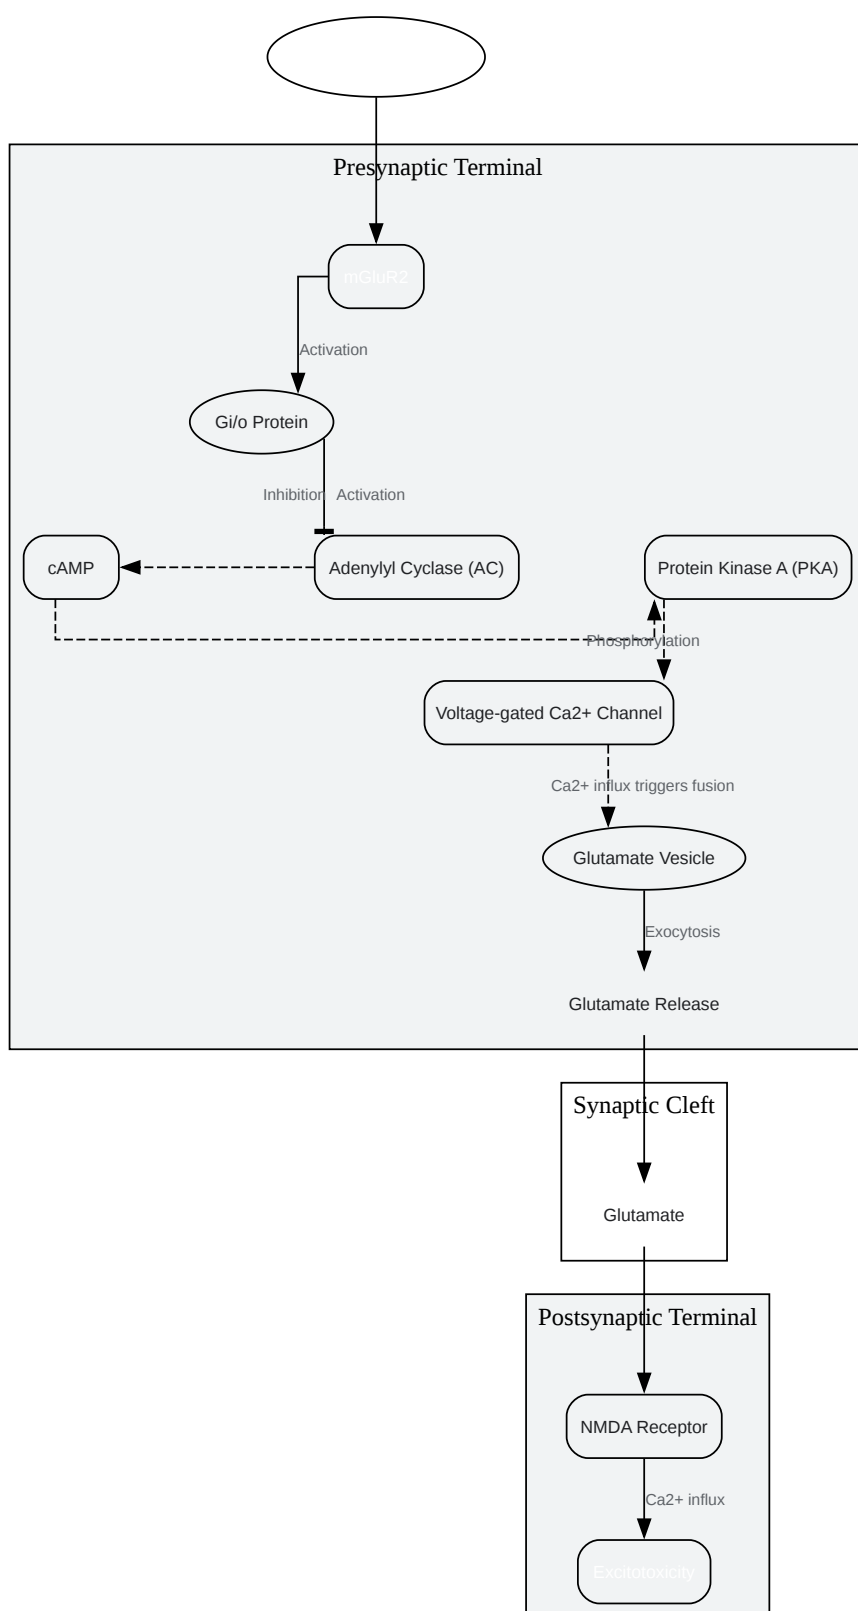 Presynaptic Terminal
mGluR2
Activation
Gi/o Protein
Inhibition
Activation
cAMP
Adenylyl Cyclase (AC)
Protein Kinase A (PKA)
Phosphorylation
Voltage-gated Ca2+ Channel
Ca2+ influx triggers fusion
Glutamate Vesicle
Exocytosis
Glutamate Release
Synaptic Cleft
Glutamate
Postsynaptic Terminal
NMDA Receptor
Ca2+ influx
Excitotoxicity